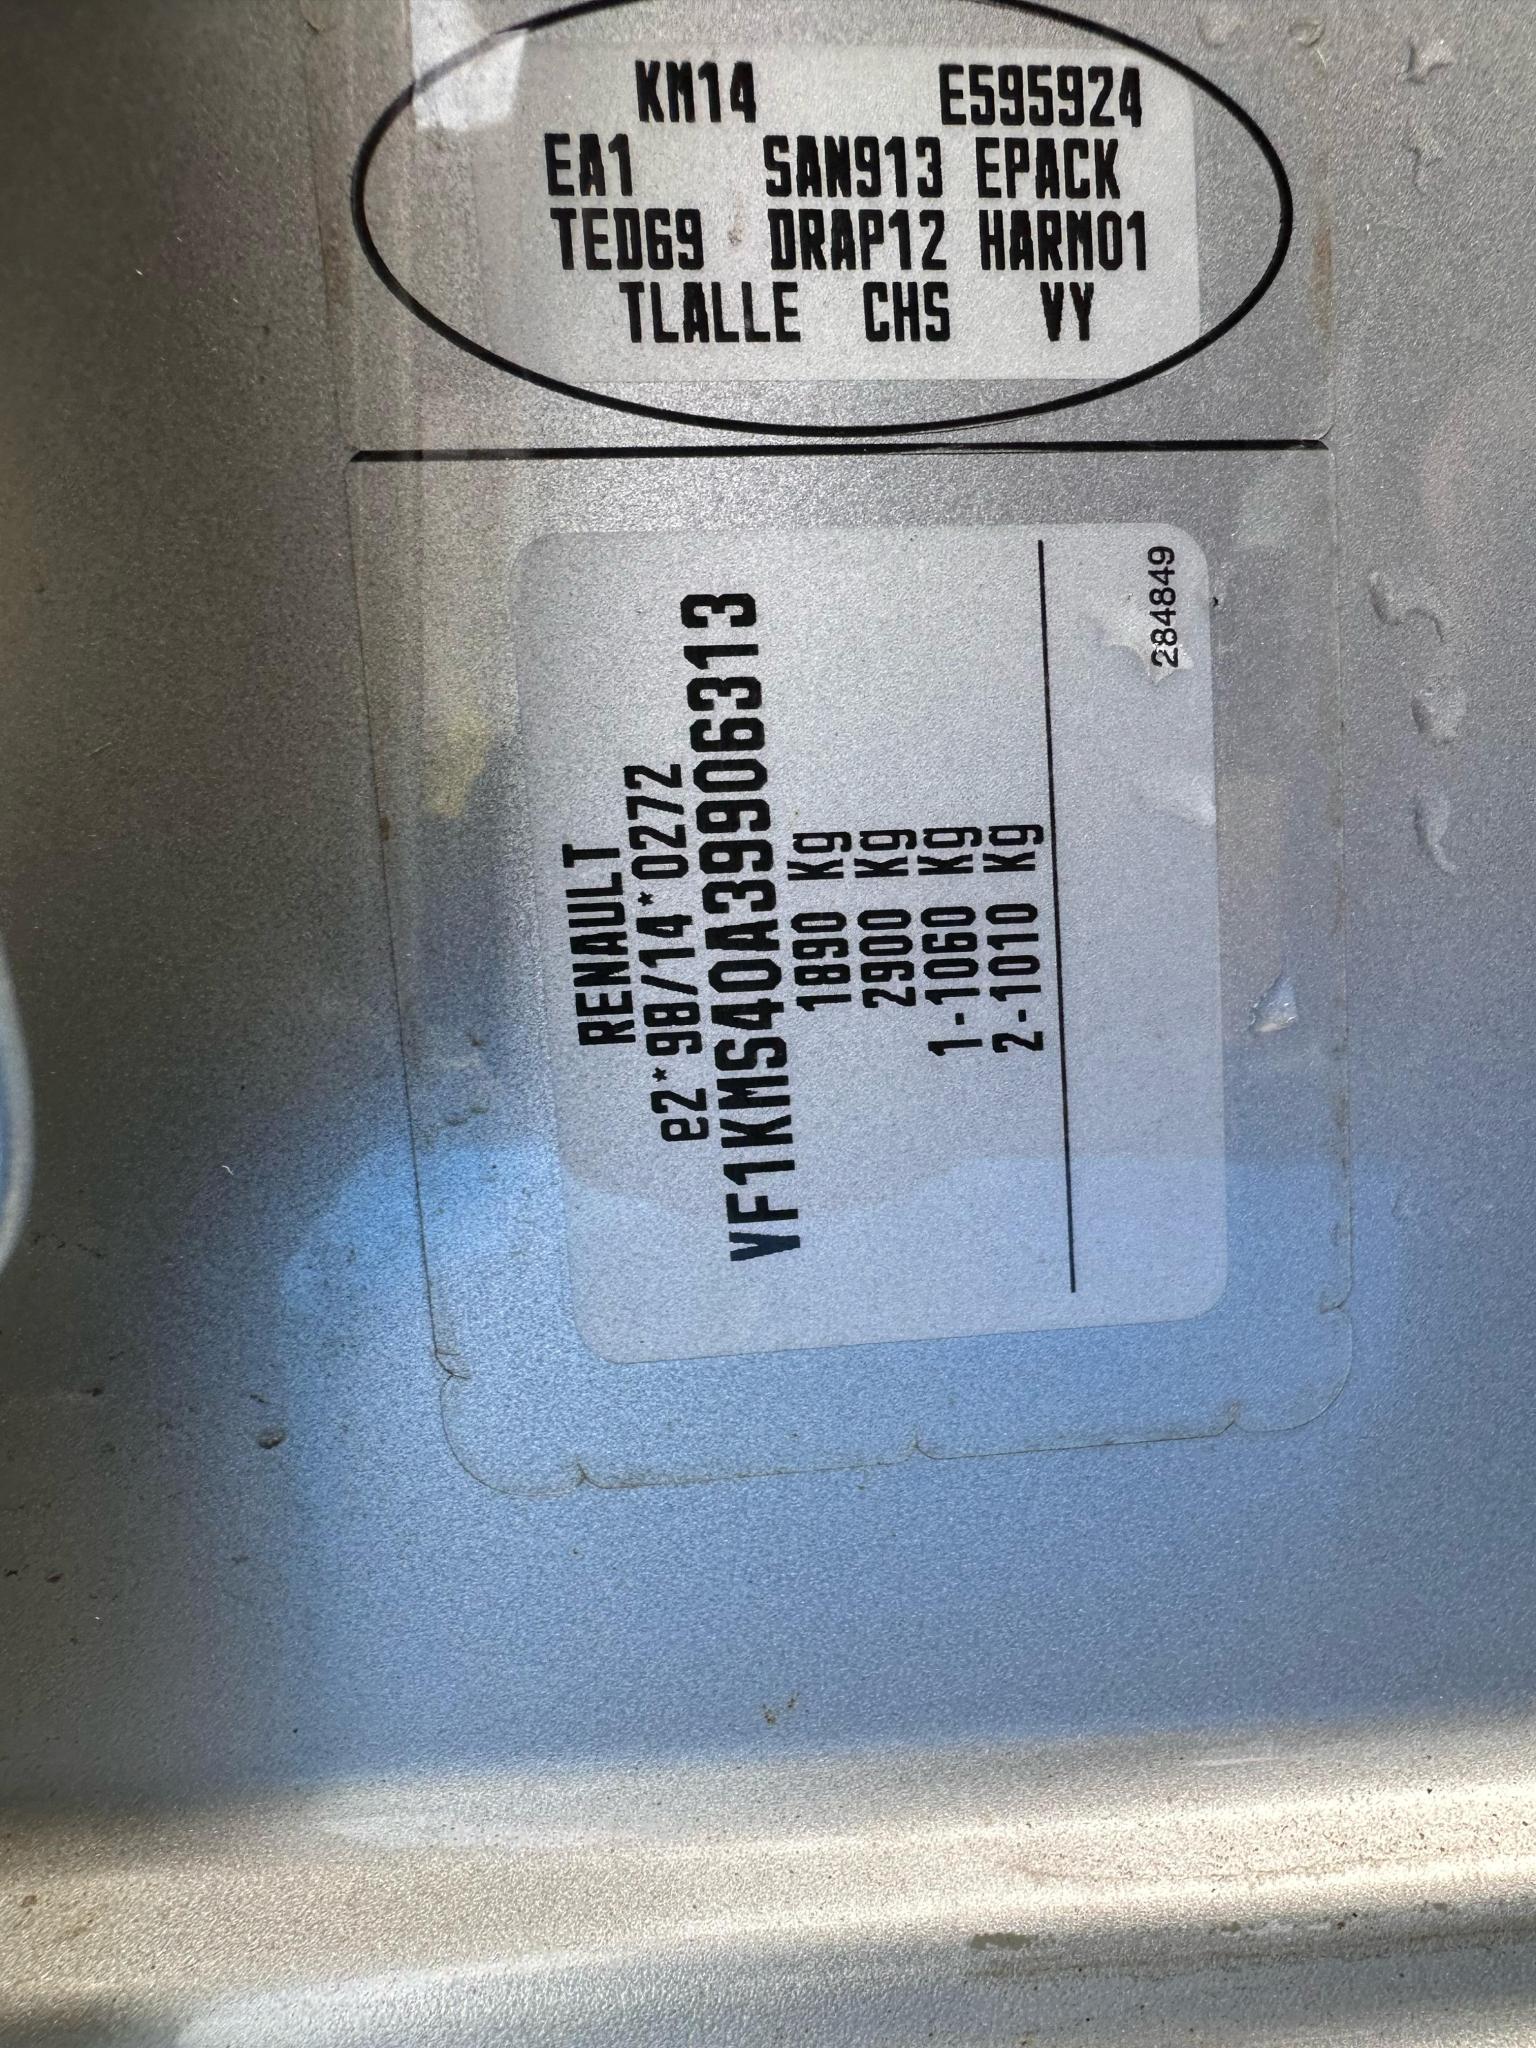 KM14 E595924
EA1 SAN913 EPACK
TED69 DRAP12 HARM01
TLALLE CHS VY
RENAULT
e2*98/14*0272
VF1KMS40A39906313
1890 Kg
2900 Kg
1-1060 Kg
2-1010 Kg
284849